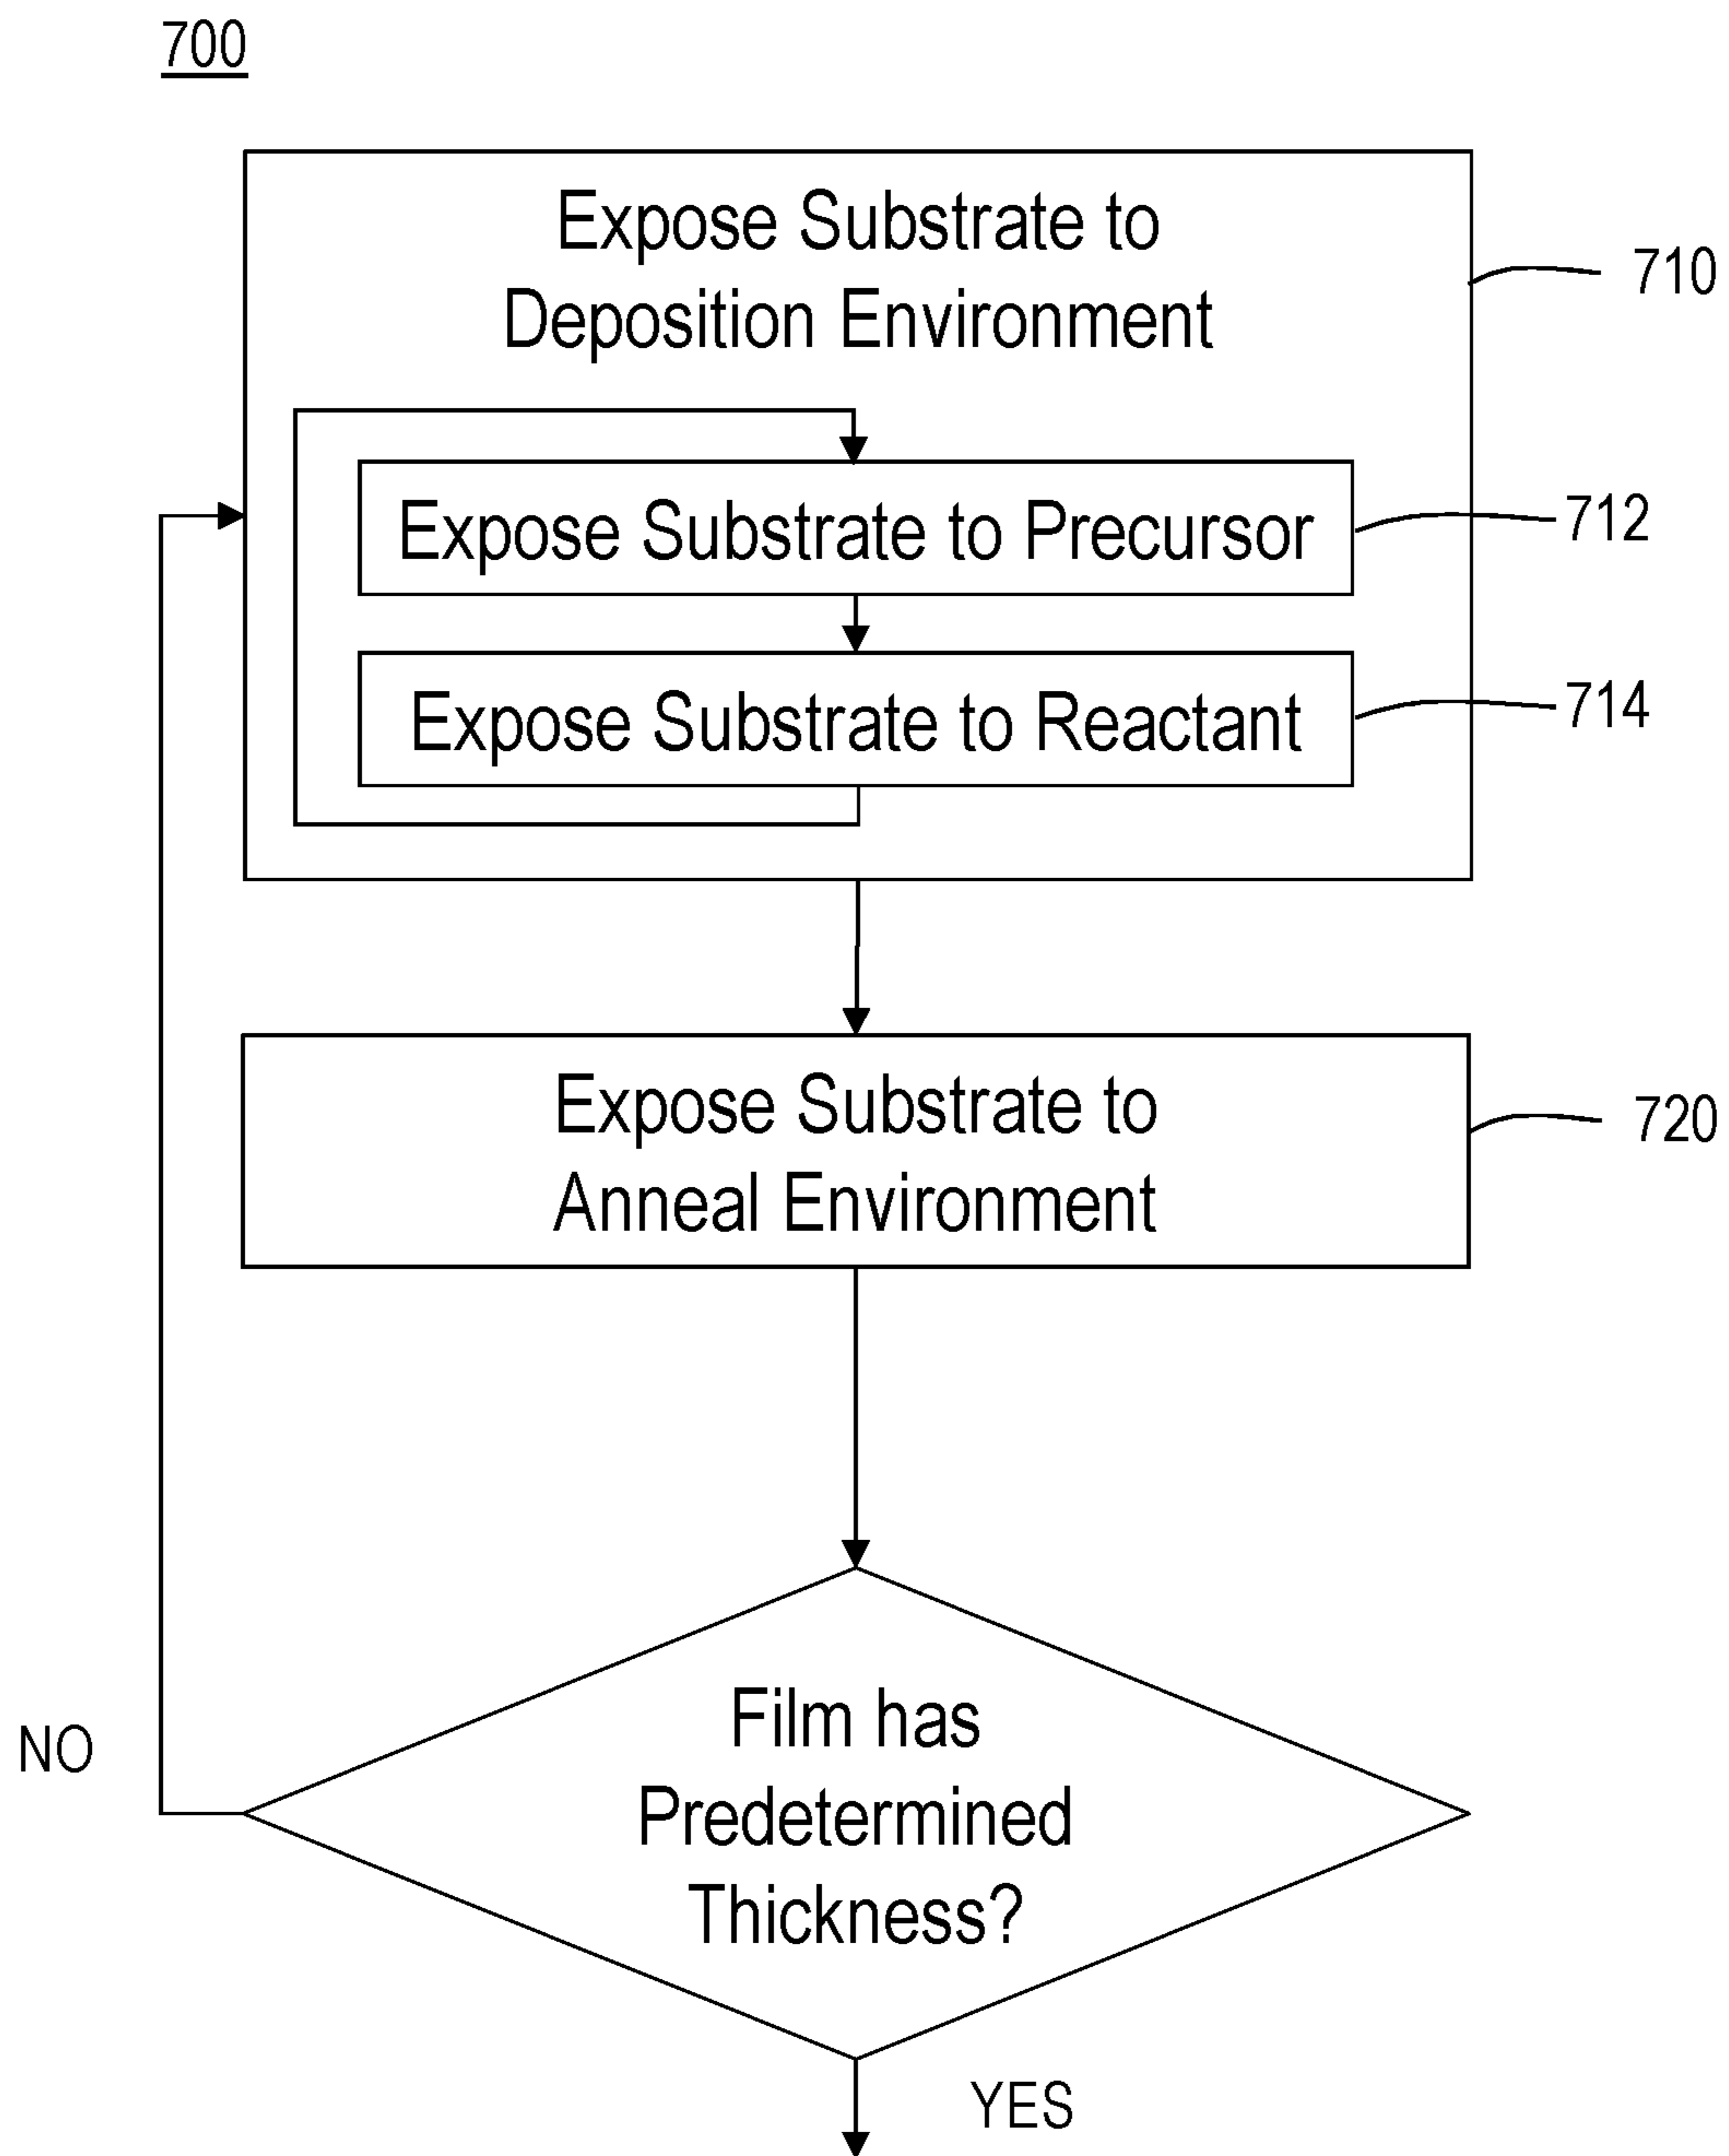 700
Expose Substrate to
Deposition Environment
710
Expose Substrate to Precursor
712
Expose Substrate to Reactant
714
Expose Substrate to
Anneal Environment
720
Film has
Predetermined
Thickness?
NO
YES